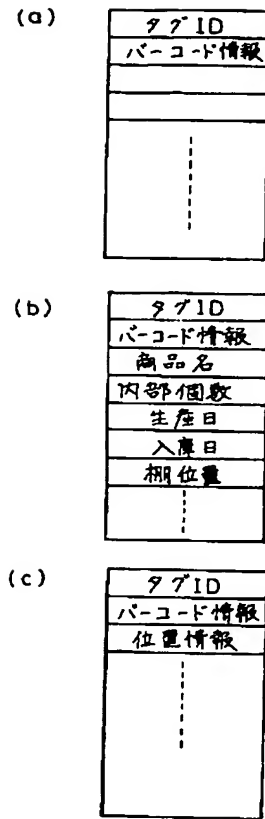 (a)
タグID
バーコード情報
(b)
タグID
バーコード情報
商品名
内部個数
生産日
入庫日
棚位置
(c)
タグID
バーコード情報
位置情報